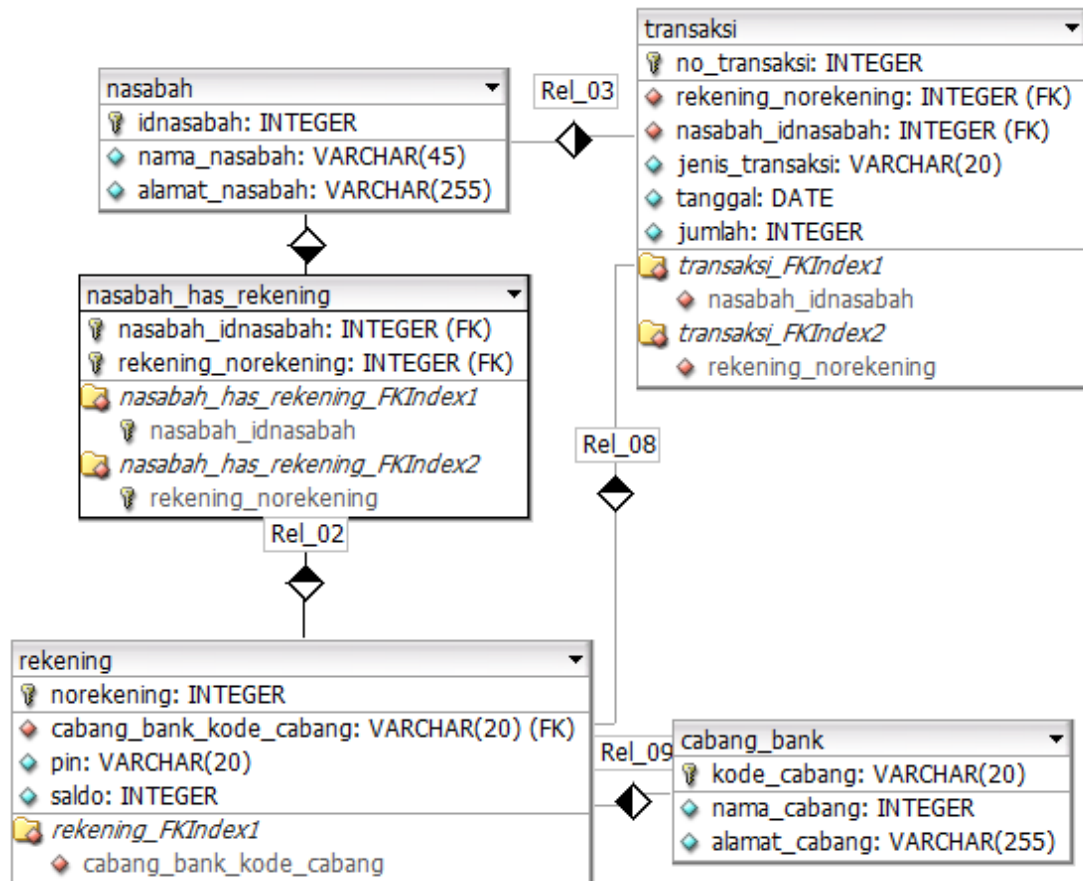 nasabah
idnasabah: INTEGER
nama_nasabah: VARCHAR(45)
alamat_nasabah: VARCHAR(255)
Rel_03
transaksi
no_transaksi: INTEGER
rekening_norekening: INTEGER (FK)
nasabah_idnasabah: INTEGER (FK)
jenis_transaksi: VARCHAR(20)
tanggal: DATE
jumlah: INTEGER
transaksi_FKIndex1
nasabah_idnasabah
transaksi_FKIndex2
rekening_norekening
nasabah_has_rekening
nasabah_idnasabah: INTEGER (FK)
rekening_norekening: INTEGER (FK)
nasabah_has_rekening_FKIndex1
nasabah_idnasabah
nasabah_has_rekening_FKIndex2
rekening_norekening
Rel_02
Rel_08
rekening
norekening: INTEGER
cabang_bank_kode_cabang: VARCHAR(20) (FK)
pin: VARCHAR(20)
saldo: INTEGER
rekening_FKIndex1
cabang_bank_kode_cabang
Rel_09
cabang_bank
kode_cabang: VARCHAR(20)
nama_cabang: INTEGER
alamat_cabang: VARCHAR(255)